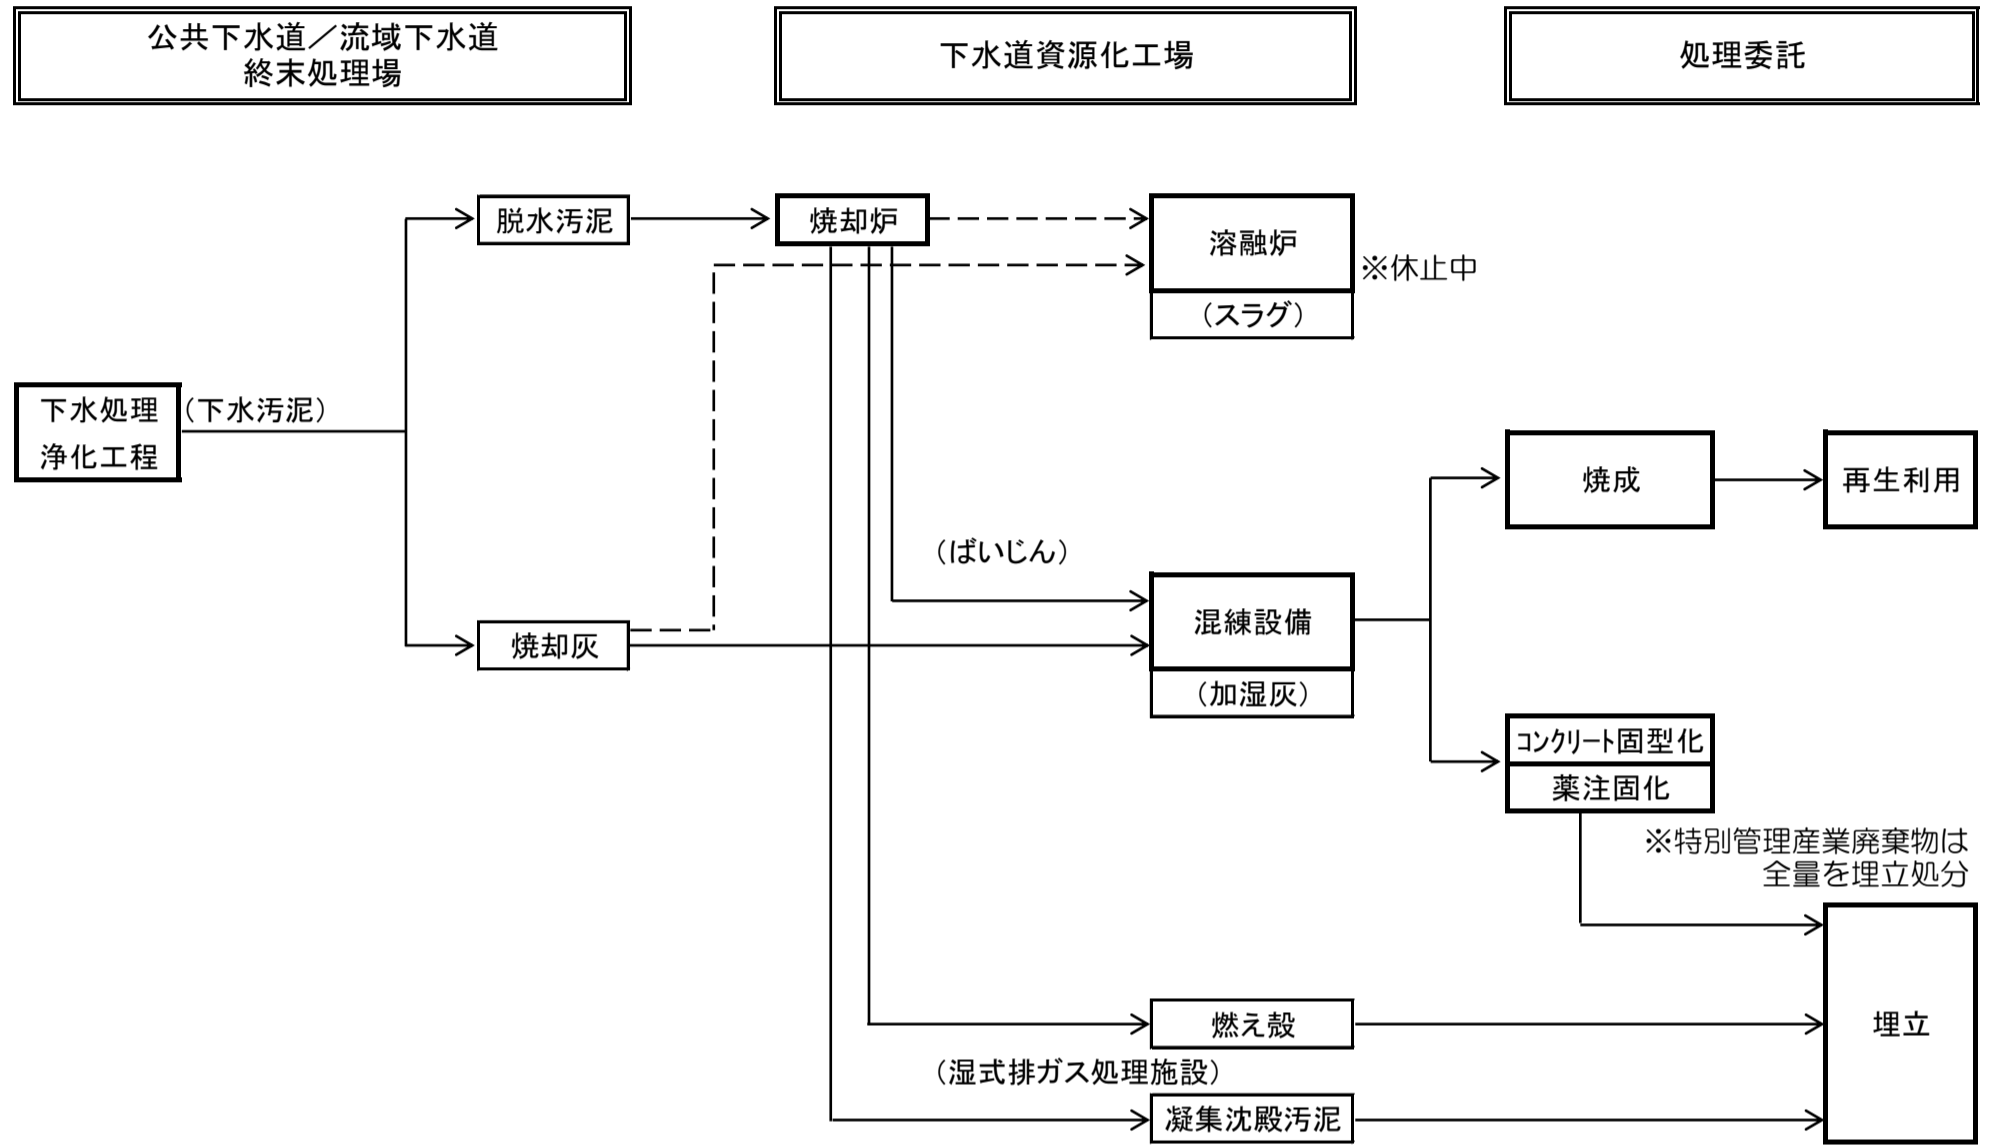 公共下水道／流域下水道
終末処理場
下水道資源化工場
処理委託
脱水汚泥
焼却炉
溶融炉
※休止中
（スラグ）
下水処理
浄化工程
（下水汚泥）
焼成
再生利用
（ばいじん）
混練設備
焼却灰
（加湿灰）
ｺﾝｸﾘｰﾄ固型化
薬注固化
※特別管理産業廃棄物は
全量を埋立処分
燃え殻
埋立
（湿式排ガス処理施設）
凝集沈殿汚泥